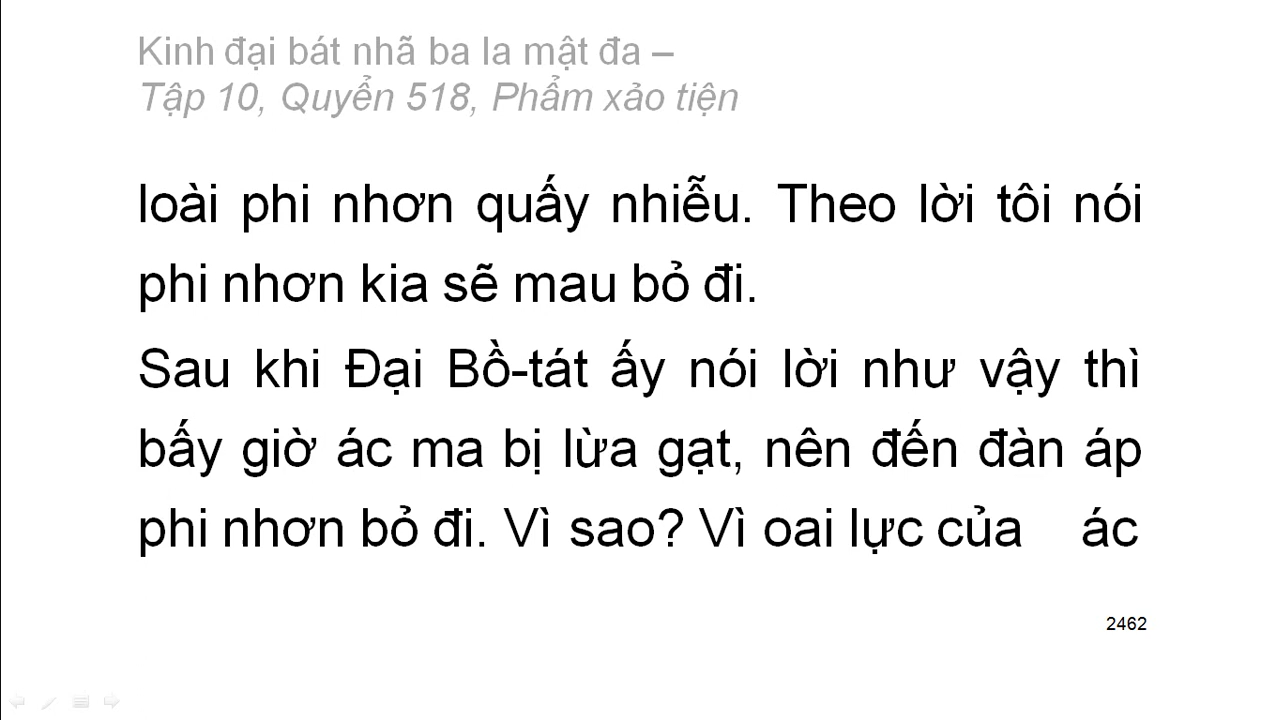 Kinh đại bát nhã ba la mật đa –
Tập 10, Quyển 518, Phẩm xảo tiện
loài phi nhơn quấy nhiễu. Theo lời tôi nói
phi nhơn kia sẽ mau bỏ đi.
Sau khi Đại Bồ-tát ấy nói lời như vậy thì
bấy giờ ác ma bị lừa gạt, nên đến đàn áp
phi nhơn bỏ đi. Vì sao? Vì oai lực của ác
2462